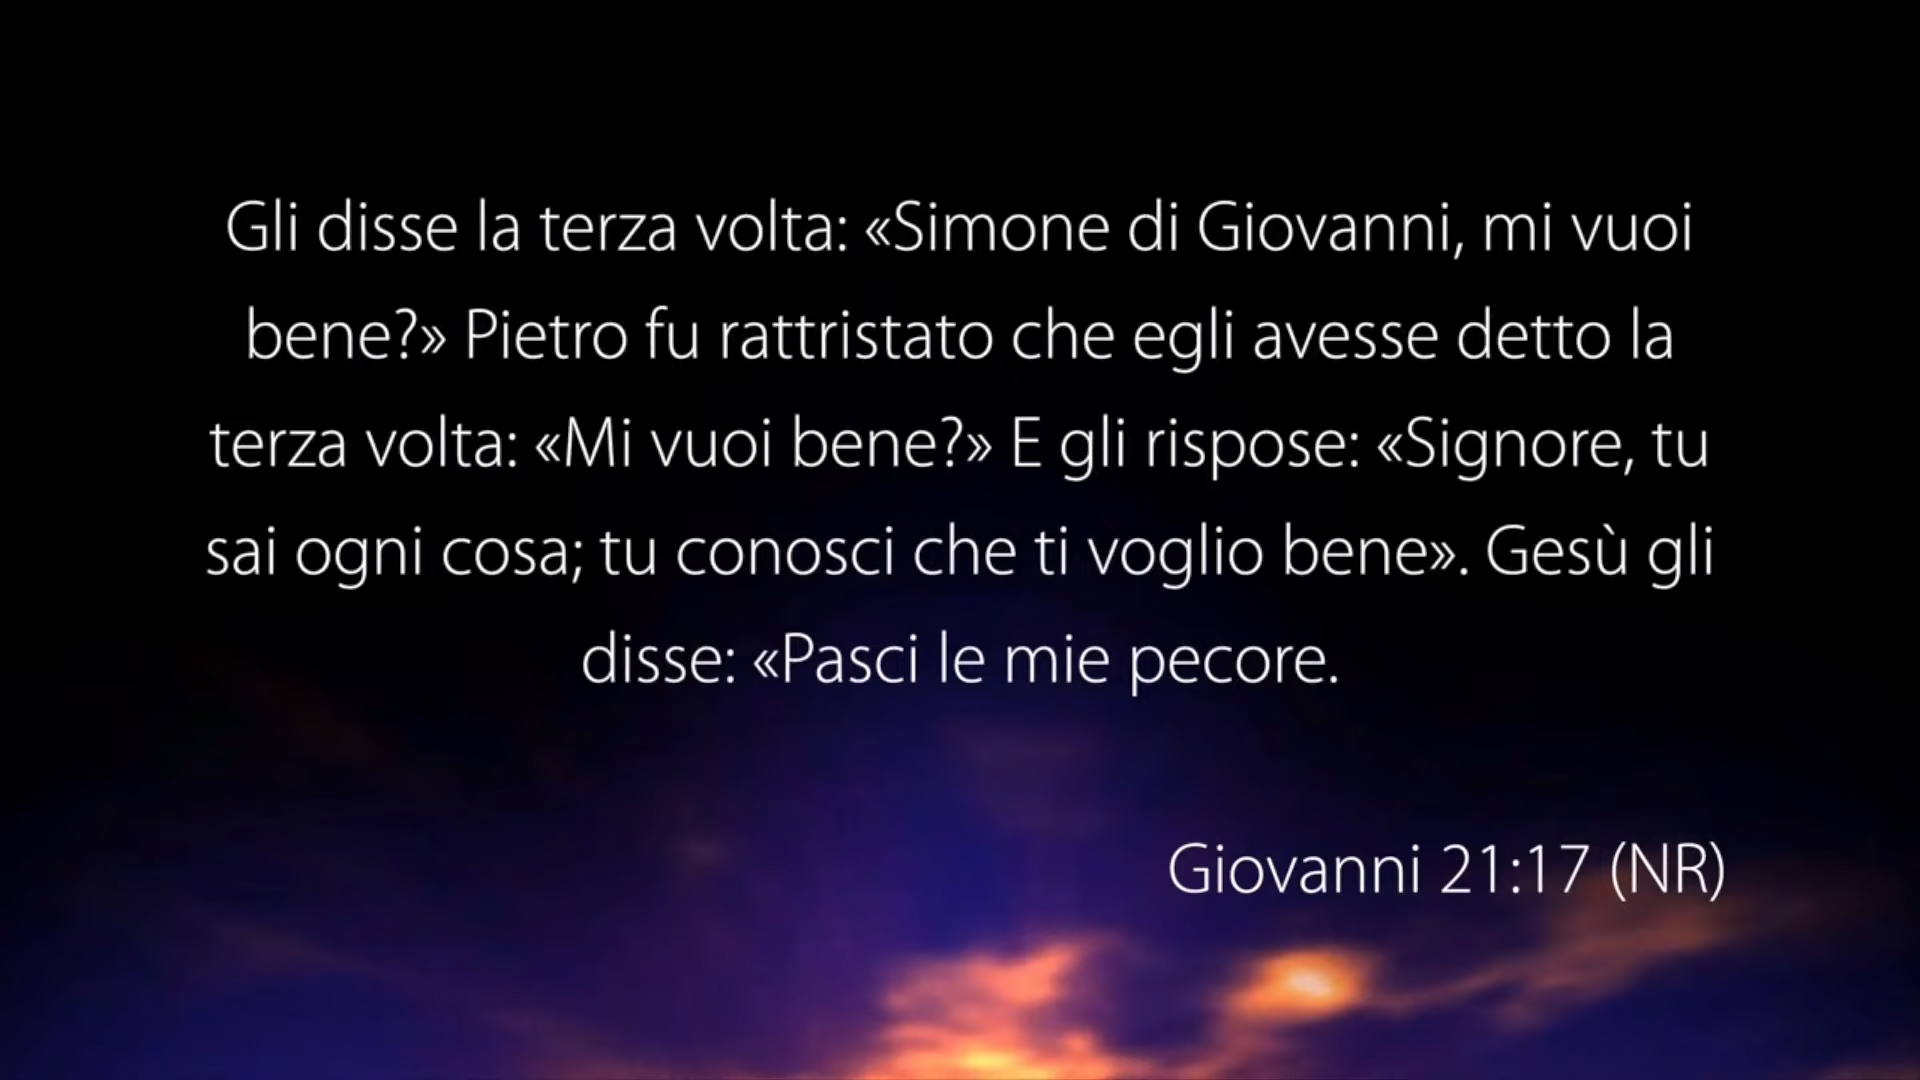 Gli disse la terza volta: «Simone di Giovanni, mi vuoi
bene?» Pietro fu rattristato che egli avesse detto la
terza volta: «Mi vuoi bene?» E gli rispose: «Signore, tu
sai ogni cosa; tu conosci che ti voglio bene». Gesù gli
disse: «Pasci le mie pecore.
Giovanni 21:17 (NR)